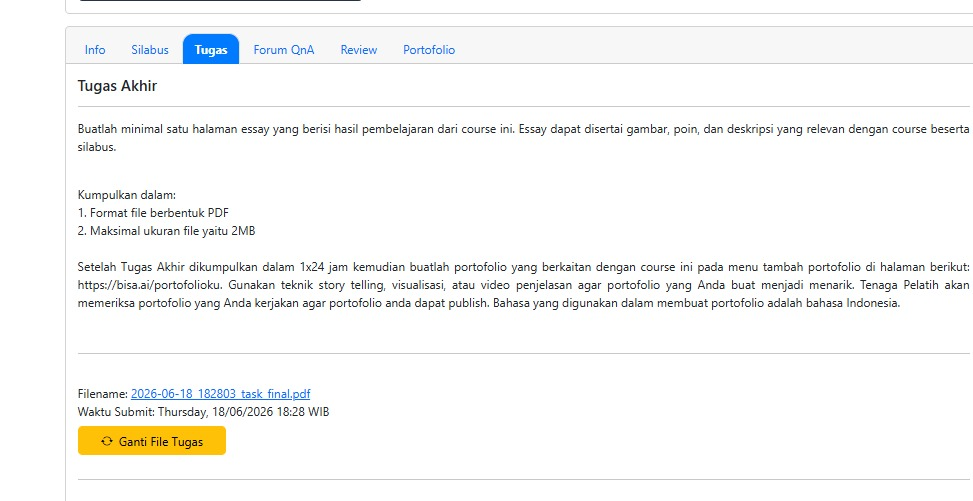 Info Silabus Tugas Forum QnA Review Portofolio
Tugas Akhir
Buatlah minimal satu halaman essay yang berisi hasil pembelajaran dari course ini. Essay dapat disertai gambar, poin, dan deskripsi yang relevan dengan course beserta
silabus.
Kumpulkan dalam:
1. Format file berbentuk PDF
2. Maksimal ukuran file yaitu 2MB
Setelah Tugas Akhir dikumpulkan dalam 1x24 jam kemudian buatlah portofolio yang berkaitan dengan course ini pada menu tambah portofolio di halaman berikut:
https://bisa.ai/portofolioku. Gunakan teknik story telling, visualisasi, atau video penjelasan agar portofolio yang Anda buat menjadi menarik. Tenaga Pelatih akan
memeriksa portofolio yang Anda kerjakan agar portofolio anda dapat publish. Bahasa yang digunakan dalam membuat portofolio adalah bahasa Indonesia.
Filename: 2026-06-18_182803_task_final.pdf
Waktu Submit: Thursday, 18/06/2026 18:28 WIB
Ganti File Tugas